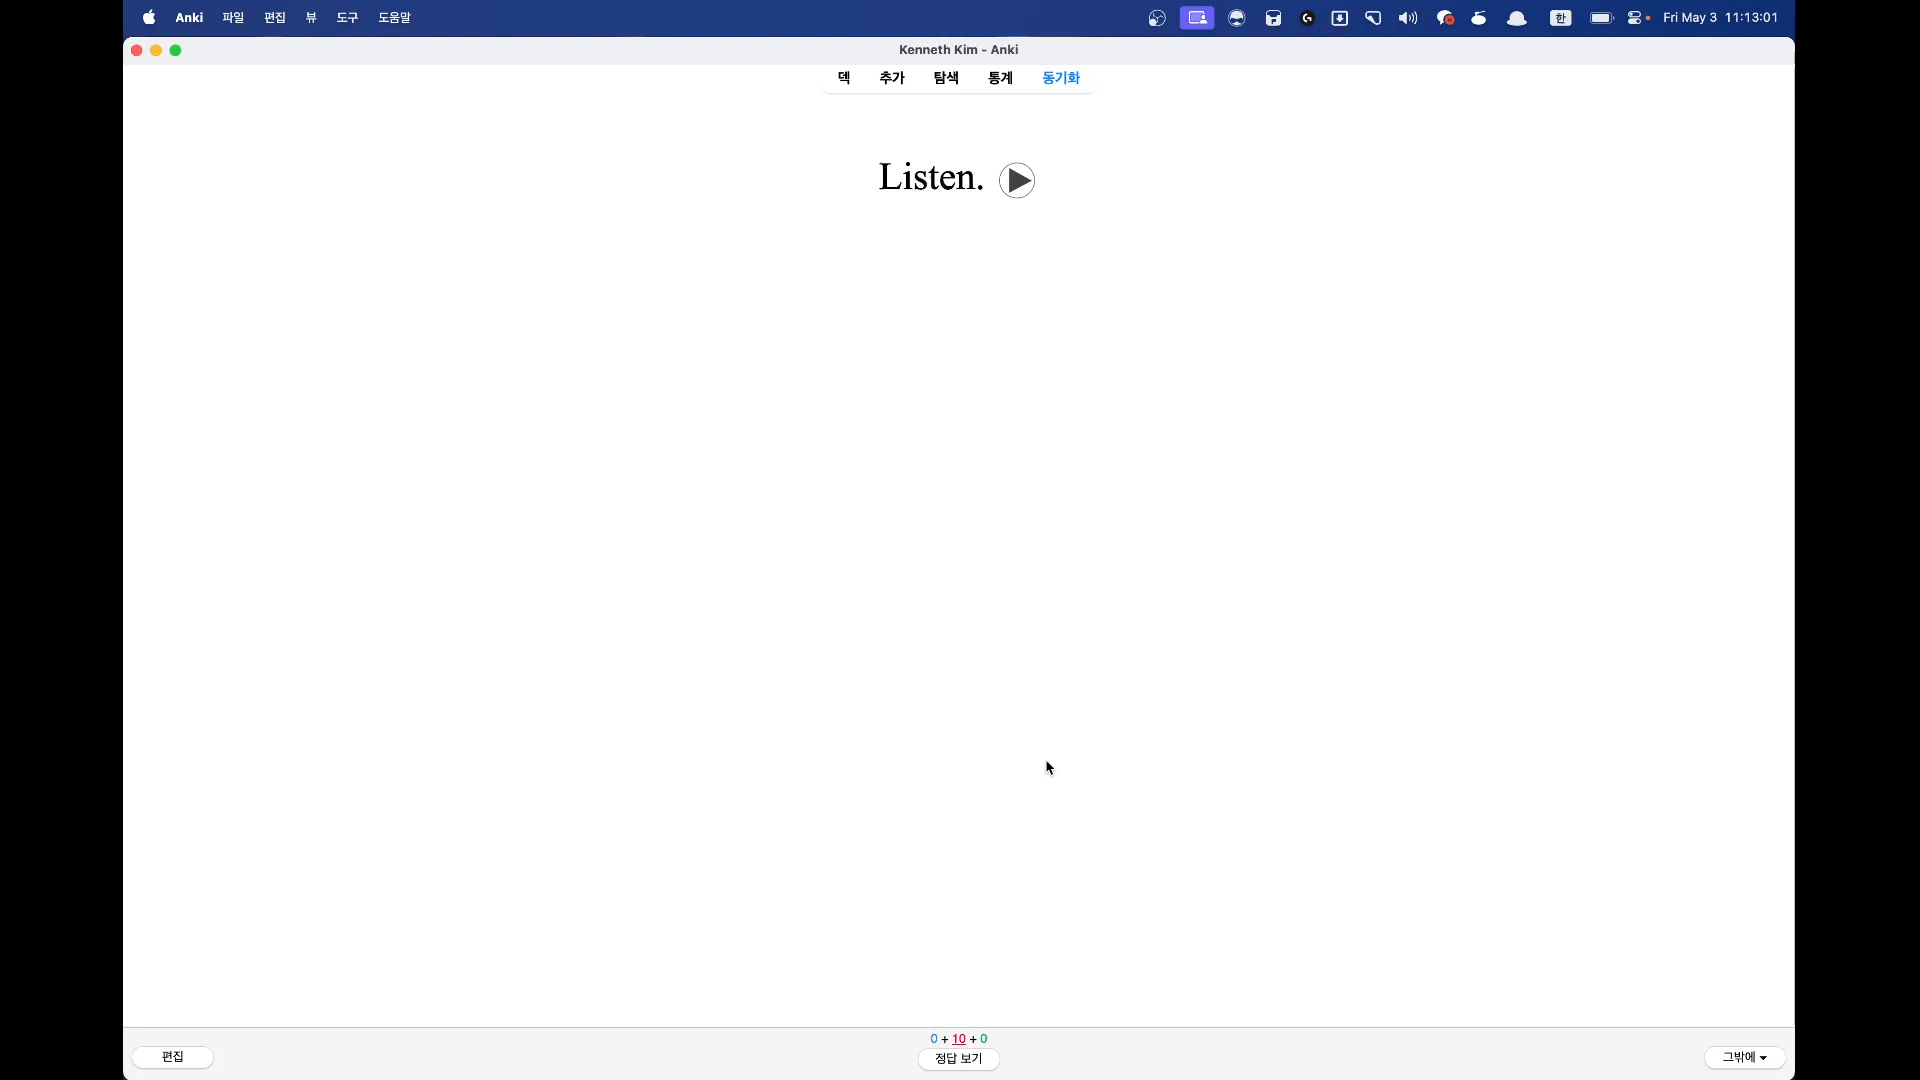 Anki 파일 편집 뷰 도구 도움말 한 Fri May 3 11:13:01
Kenneth Kim - Anki
덱 추가 탐색 통계 동기화
Listen.
0 + 10 + 0
편집 정답 보기 그밖에